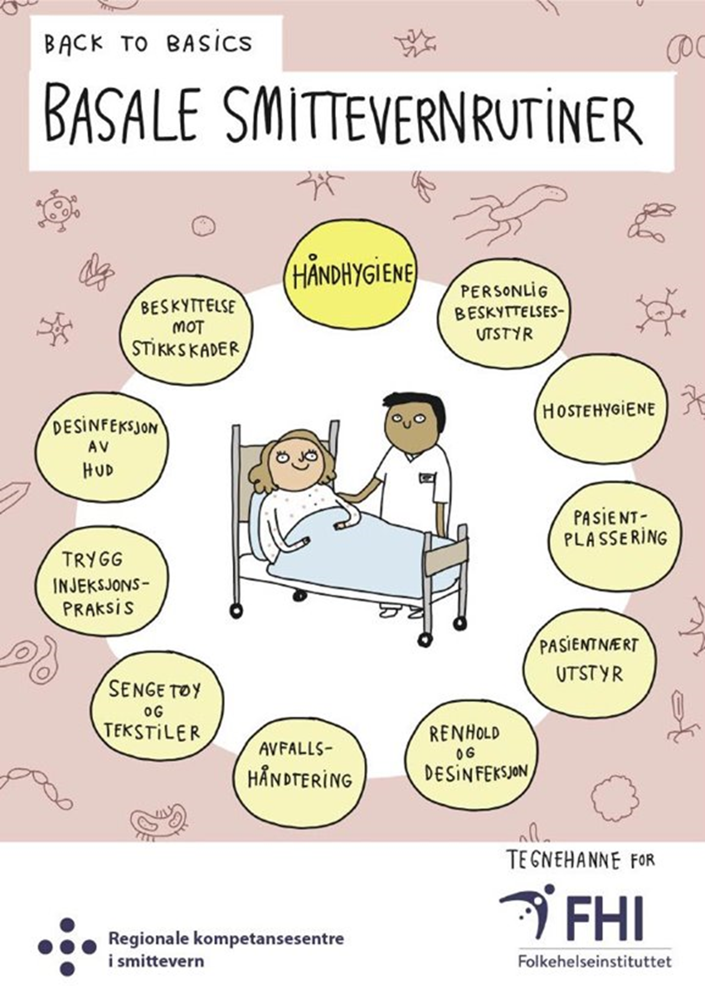 BACK TO BASICS
BASALE SMITTEVERNRUTINER
HÅNDHYGIENE
PERSONLIG
BESKYTTELSES-
UTSTYR
HOSTEHYGIENE
PASIENT-
PLASSERING
PASIENTNÆRT
UTSTYR
RENHOLD
OG
DESINFEKSJON
AVFALLS-
HÅNDTERING
SENGETØY
OG
TEKSTILER
TRYGG
INJEKSJONS-
PRAKSIS
DESINFEKSJON
AV
HUD
BESKYTTELSE
MOT
STIKKSKADER
TEGNEHANNE FOR
FHI
Folkehelseinstituttet
Regionale kompetansesentre
i smittevern